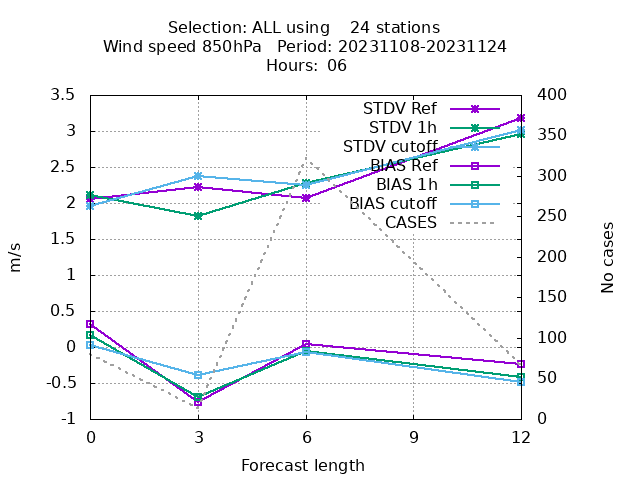 Selection: ALL using    24 stations
Wind speed 850hPa   Period: 20231108-20231124
Hours: 06
3.5
3
2.5
2
1.5
1
0.5
0
-0.5
-1
m/s
STDV Ref
STDV 1h
STDV cutoff
BIAS Ref
BIAS 1h
BIAS cutoff
CASES
400
350
300
250
200
150
100
50
0
No cases
0 3 6 9 12
Forecast length